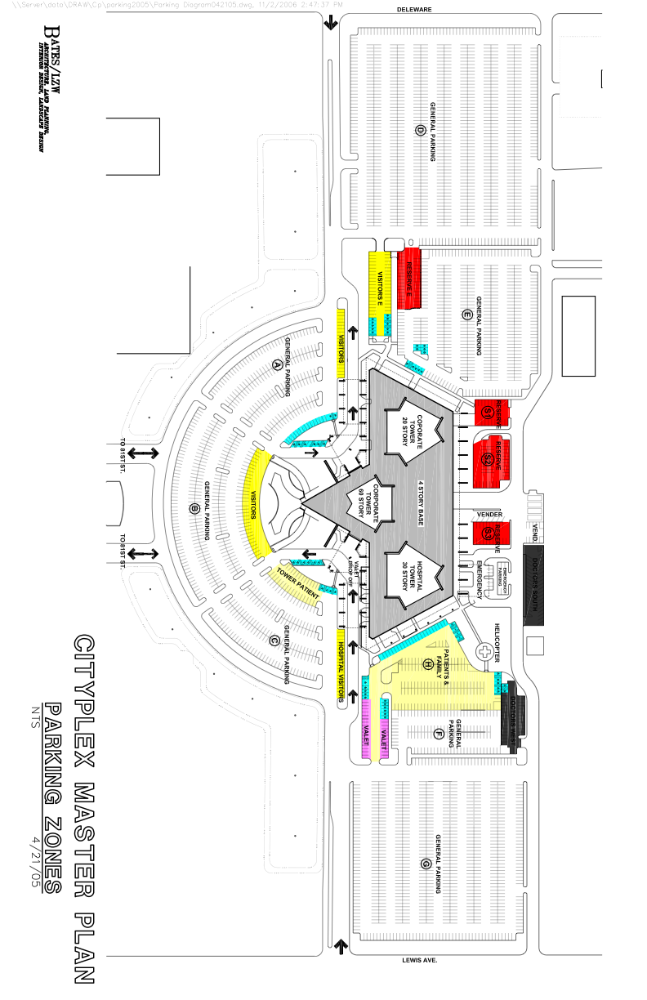 \\Server\data\DRAW\Cp\parking2005\Parking Diagram042105.dwg, 11/2/2006 2:47:37 PM
DELEWARE
BATES/LZW
ARCHITECTURE, LAND PLANNING,
INTERIOR DESIGN, LANDSCAPE DESIGN
GENERAL PARKING
D
RESERVE E
VISITORS E
GENERAL PARKING
E
VISITORS
GENERAL PARKING
A
RESERVE
S1
COPORATE
TOWER
20 STORY
TO 81ST ST.
RESERVE
S2
4 STORY BASE
CORPORATE
TOWER
60 STORY
VISITORS
GENERAL PARKING
B
VENDER
VEND.
RESERVE
S3
TO 81ST ST.
HOSPITAL
TOWER
30 STORY
VALET
DROP OFF
TOWER PATIENT
EMERGENCY
EMERGENCY
PARKING
DOCTORS SOUTH
GENERAL PARKING
C
HOSPITAL VISITORS
HELICOPTER
PATIENTS &
FAMILY
H
DOCTORS WEST
VALET
VALET
GENERAL
PARKING
F
GENERAL PARKING
G
LEWIS AVE.
CITYPLEX MASTER PLAN
PARKING ZONES
NTS
4/21/05